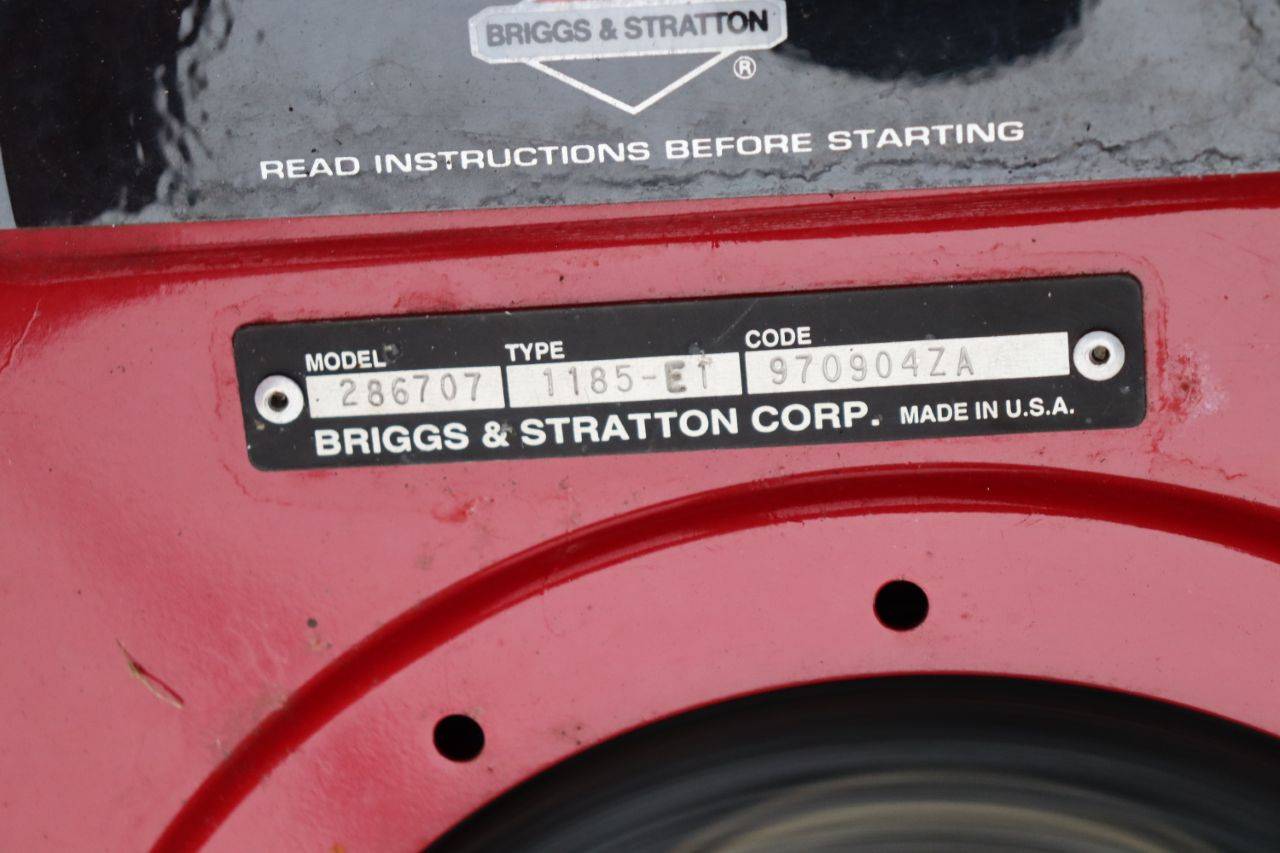 BRIGGS & STRATTON
®
READ INSTRUCTIONS BEFORE STARTING
MODEL TYPE CODE
286707 1185-E1 970904ZA
BRIGGS & STRATTON CORP. MADE IN U.S.A.